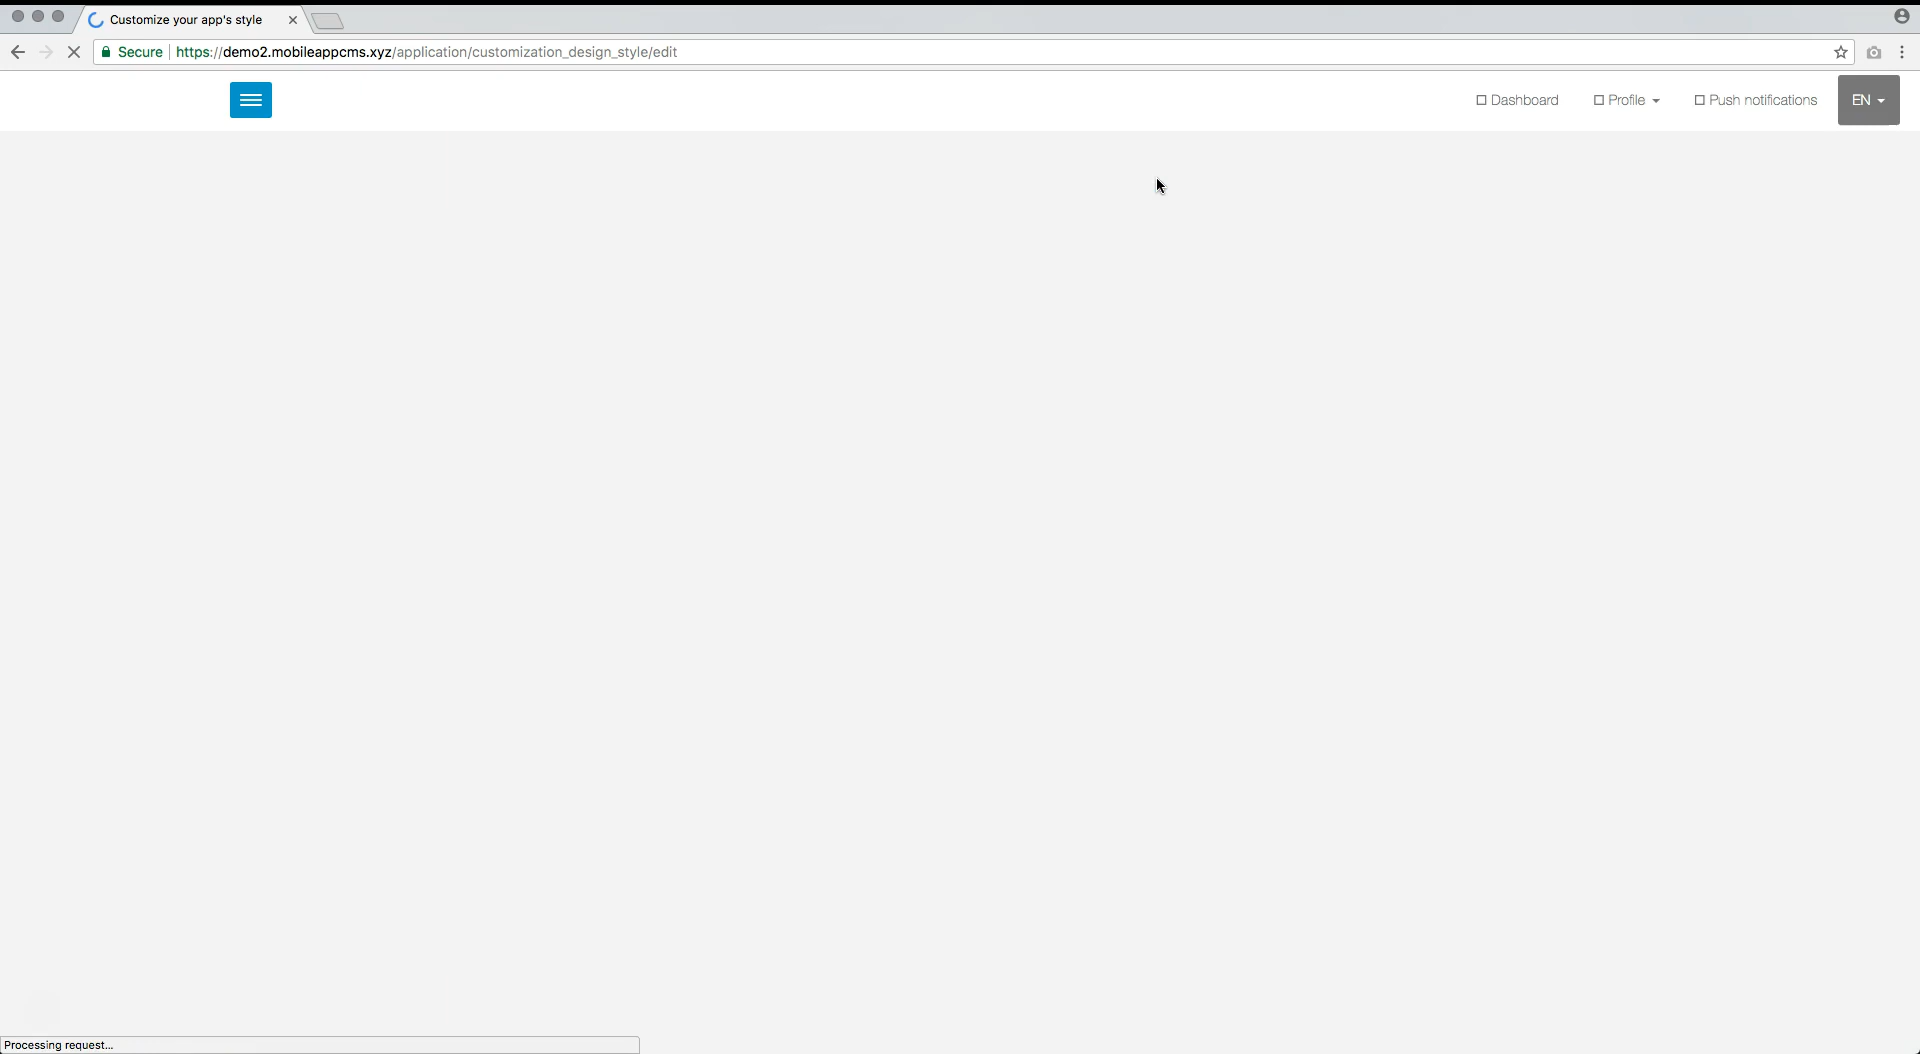 Customize your app's style
Secure https://demo2.mobileappcms.xyz/application/customization_design_style/edit
Dashboard Profile Push notifications EN
Processing request...